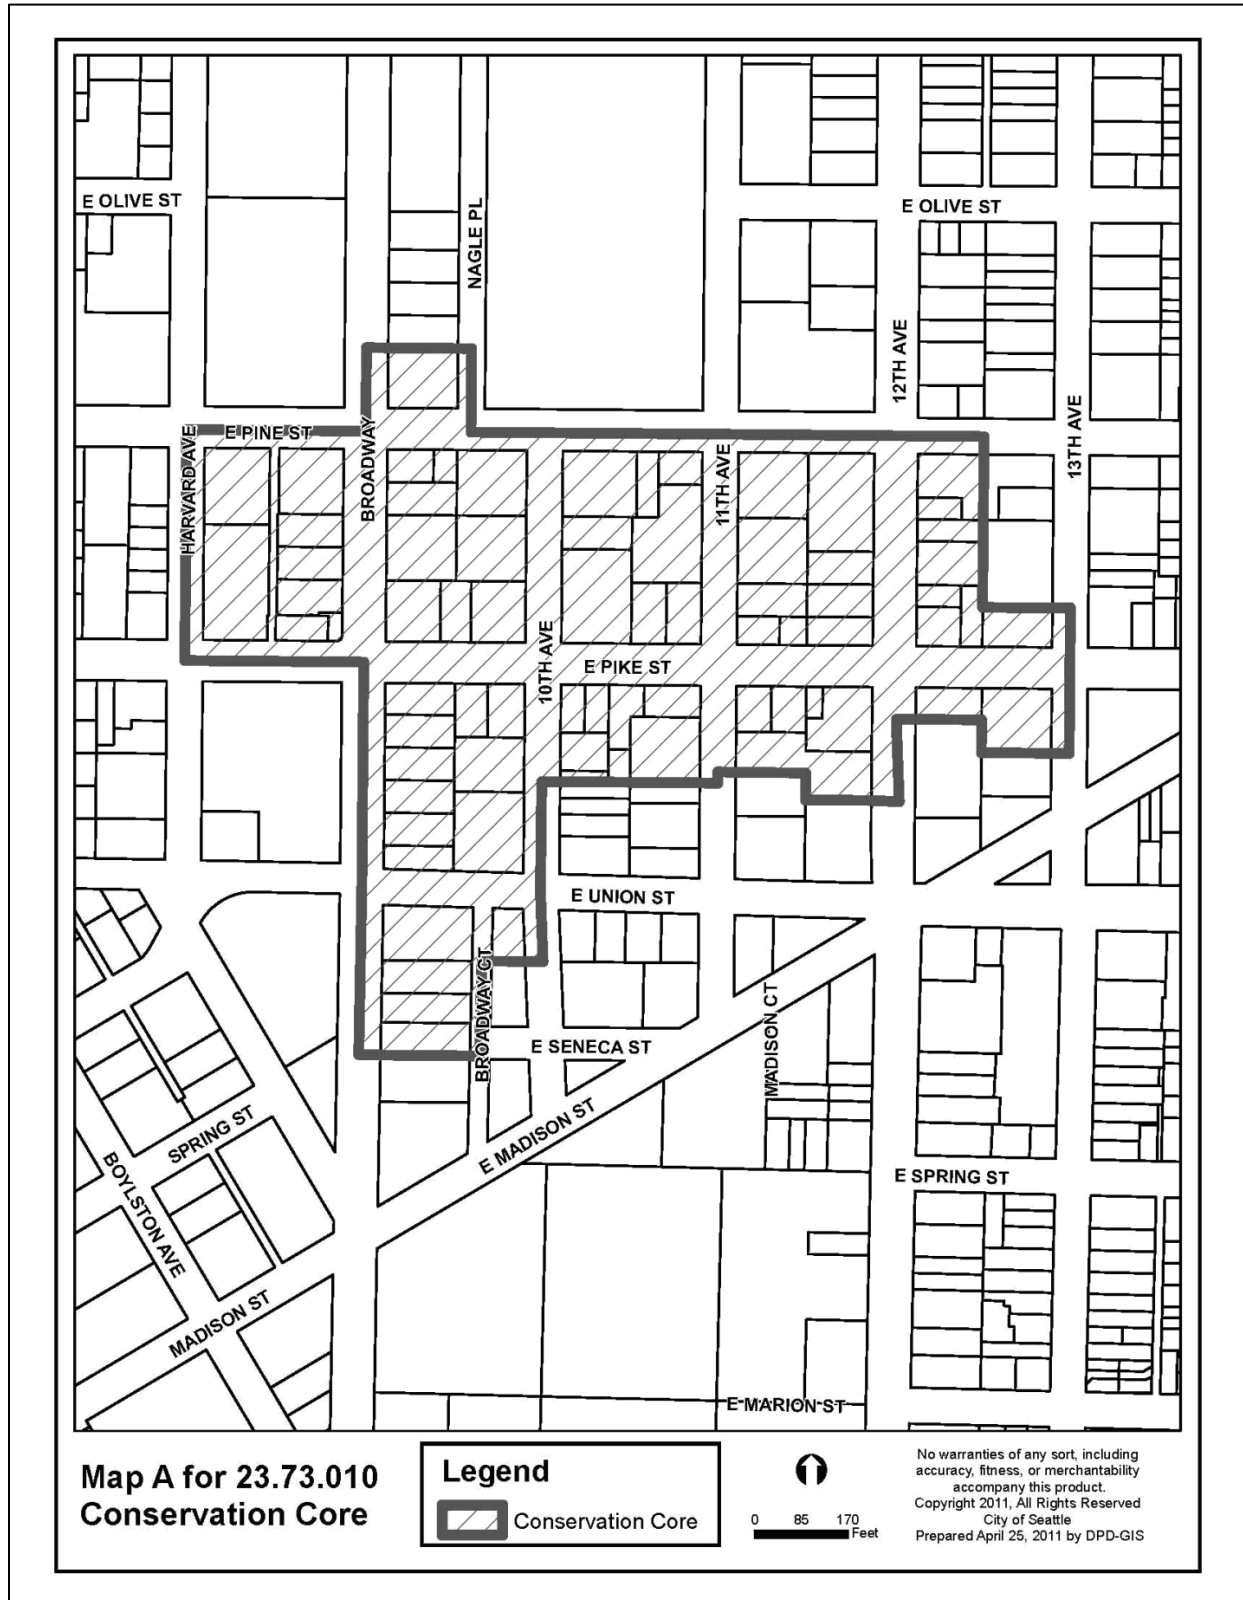 E OLIVE ST
E OLIVE ST
NAGLE PL
12TH AVE
13TH AVE
HARVARD AVE
E PINE ST
BROADWAY
11TH AVE
10TH AVE
E PIKE ST
E UNION ST
BROADWAY CT
E SENECA ST
MADISON CT
E MADISON ST
SPRING ST
BOYLSTON AVE
E SPRING ST
MADISON ST
E MARION ST
Map A for 23.73.010
Conservation Core
Legend
Conservation Core
0 85 170
Feet
No warranties of any sort, including
accuracy, fitness, or merchantability
accompany this product.
Copyright 2011, All Rights Reserved
City of Seattle
Prepared April 25, 2011 by DPD-GIS